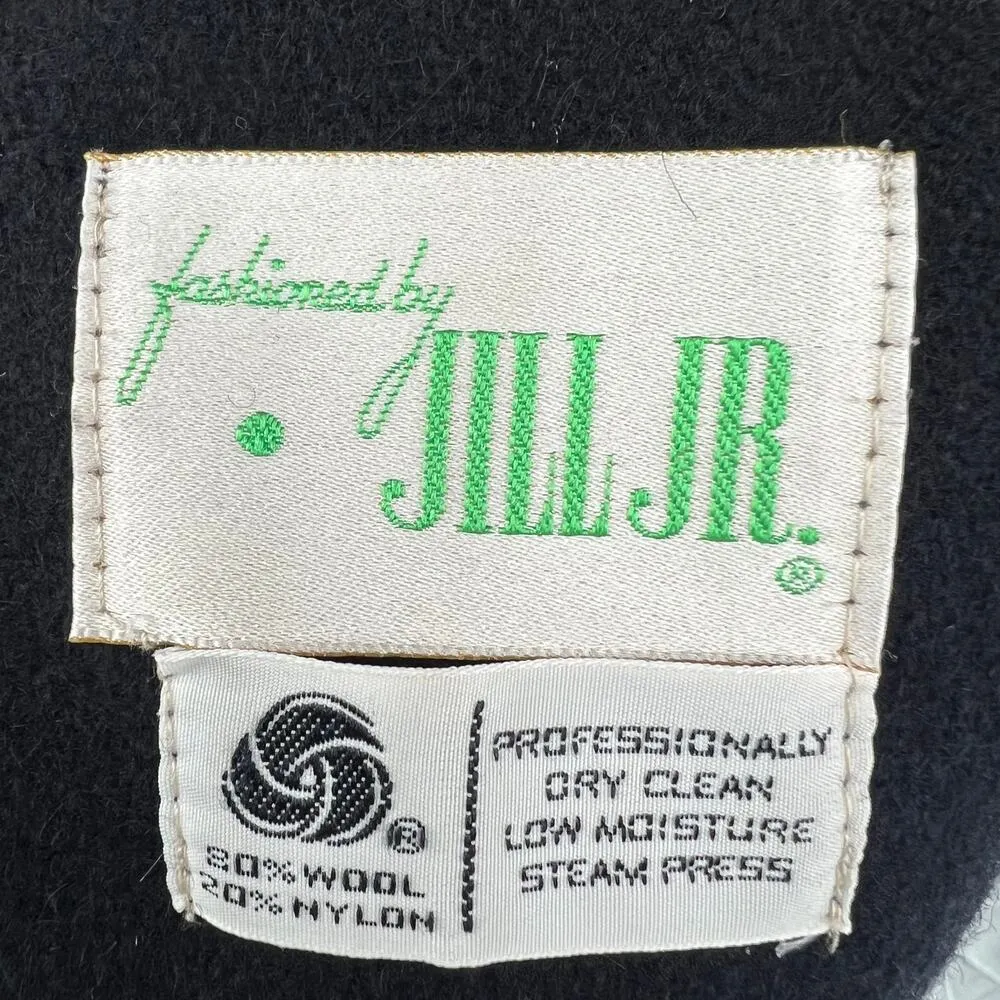 fashioned by
JILL JR.
®
®
80% WOOL
20% NYLON
PROFESSIONALLY
DRY CLEAN
LOW MOISTURE
STEAM PRESS